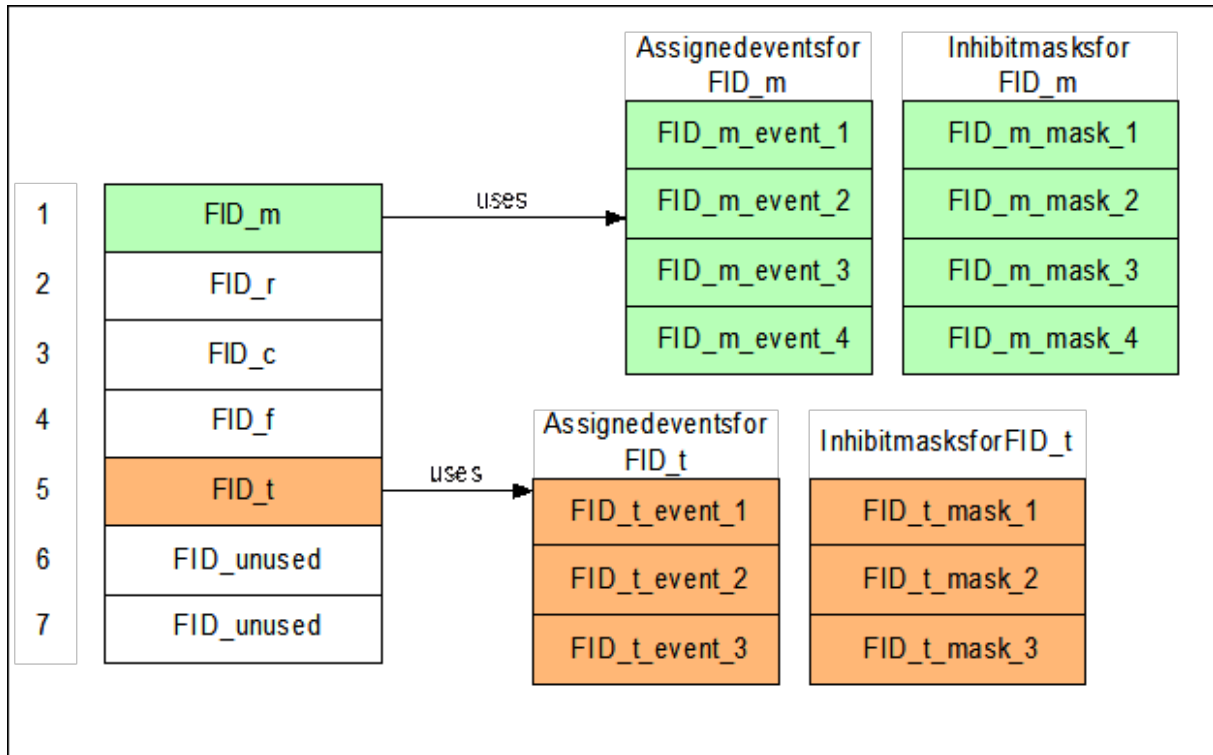 Assignedeventsfor
FID_m
Inhibitmasksfor
FID_m
FID_m_event_1
FID_m_mask_1
FID_m_event_2
FID_m_mask_2
FID_m_event_3
FID_m_mask_3
FID_m_event_4
FID_m_mask_4
1
FID_m
uses
2
FID_r
3
FID_c
4
FID_f
5
FID_t
uses
6
FID_unused
7
FID_unused
Assignedeventsfor
FID_t
InhibitmasksforFID_t
FID_t_event_1
FID_t_mask_1
FID_t_event_2
FID_t_mask_2
FID_t_event_3
FID_t_mask_3